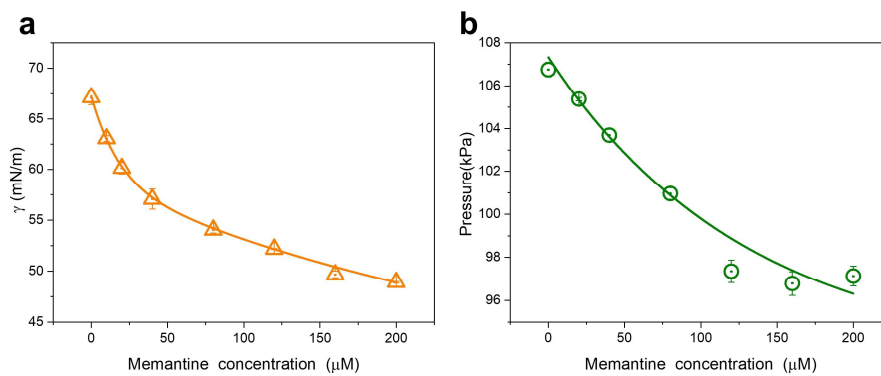 a
70
65
60
55
50
45
γ (mN/m)
0 50 100 150 200
Memantine concentration (μM)
b
108
106
104
102
100
98
96
Pressure(kPa)
0 50 100 150 200
Memantine concentration (μM)